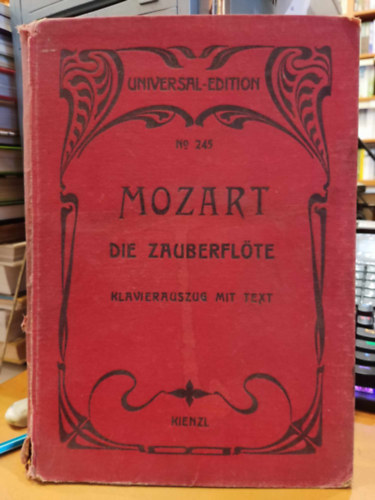 UNIVERSAL-EDITION
No 245
MOZART
DIE ZAUBERFLÖTE
KLAVIERAUSZUG MIT TEXT
KIENZL